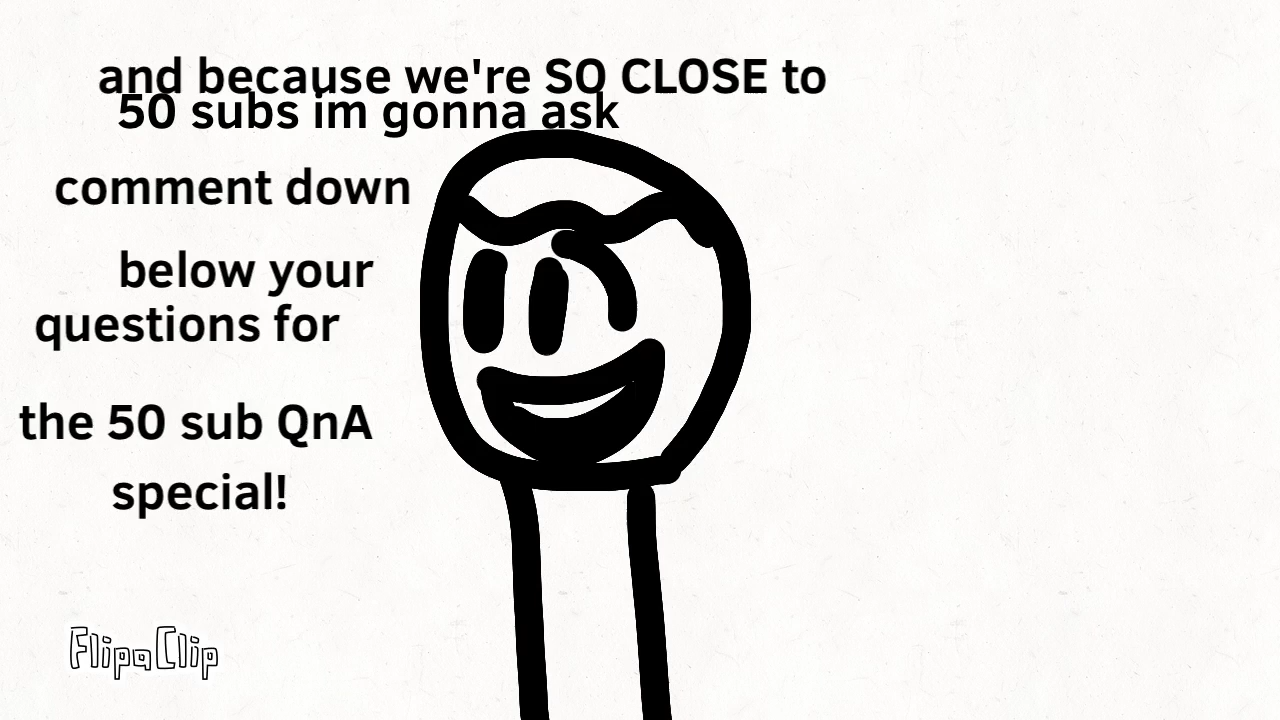 and because we're SO CLOSE to
50 subs im gonna ask
comment down
below your
questions for
the 50 sub QnA
special!
FlipaClip